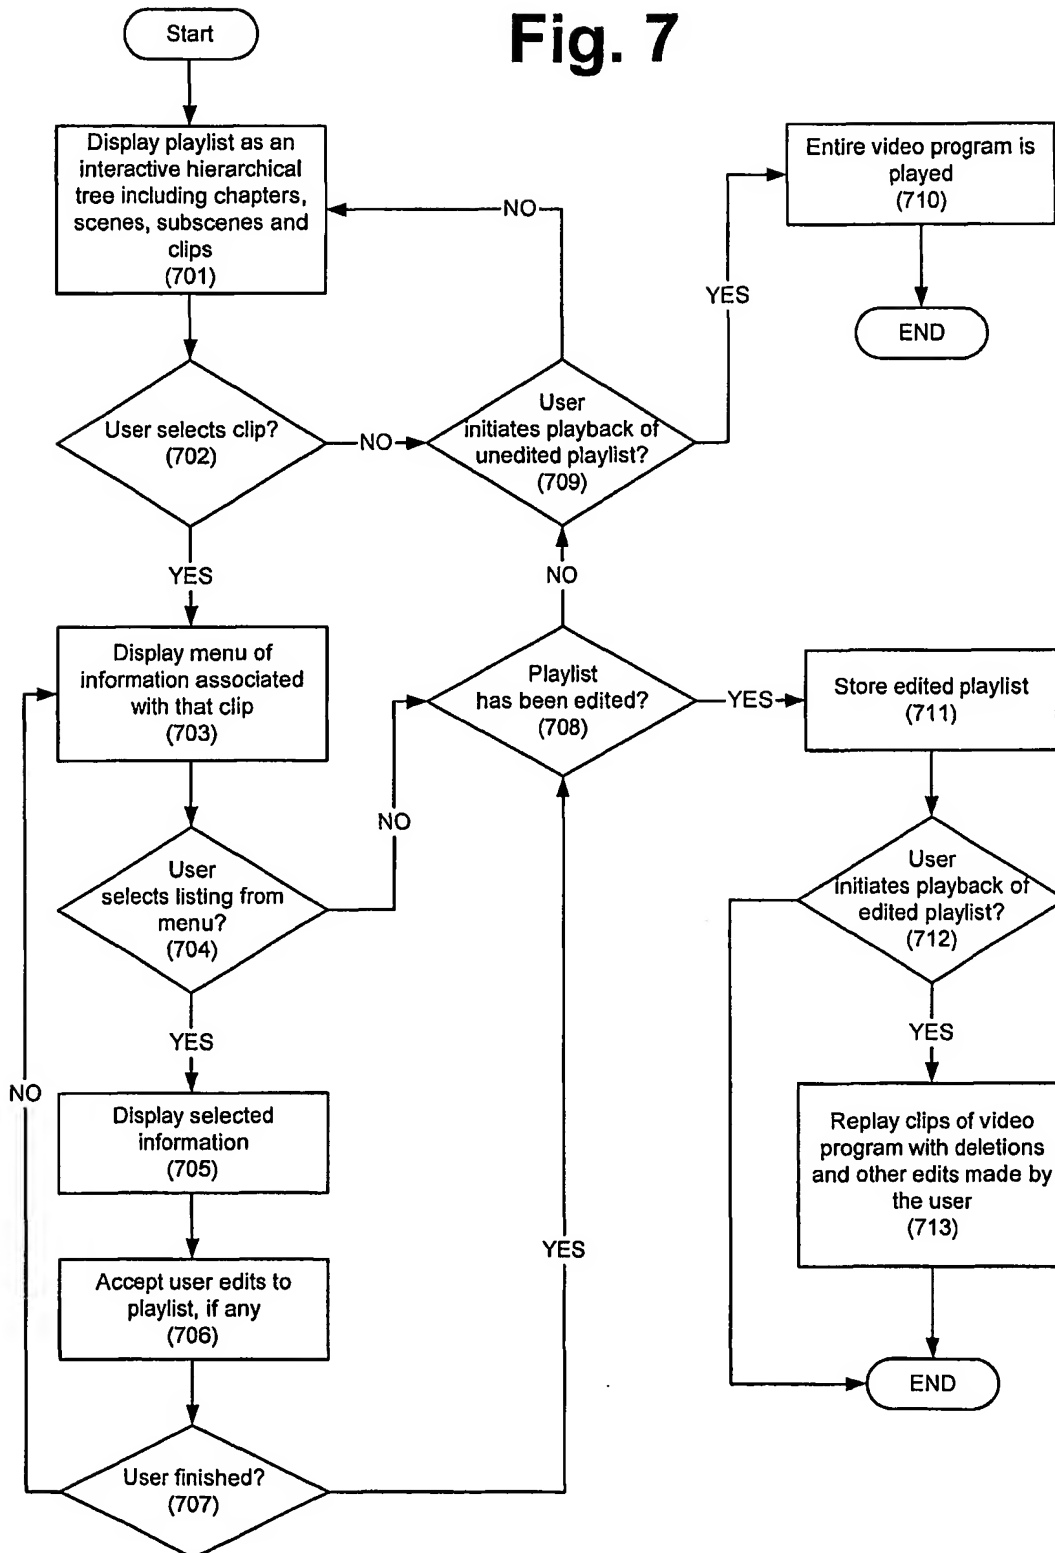 Fig. 7
Start
Display playlist as an
interactive hierarchical
tree including chapters,
scenes, subscenes and
clips
(701)
NO
Entire video program is
played
(710)
YES
END
User selects clip?
(702)
NO
User
initiates playback of
unedited playlist?
(709)
YES
NO
Display menu of
information associated
with that clip
(703)
Playlist
has been edited?
(708)
YES
Store edited playlist
(711)
NO
User
selects listing from
menu?
(704)
User
initiates playback of
edited playlist?
(712)
YES
YES
NO
Display selected
information
(705)
Replay clips of video
program with deletions
and other edits made by
the user
(713)
YES
Accept user edits to
playlist, if any
(706)
END
User finished?
(707)